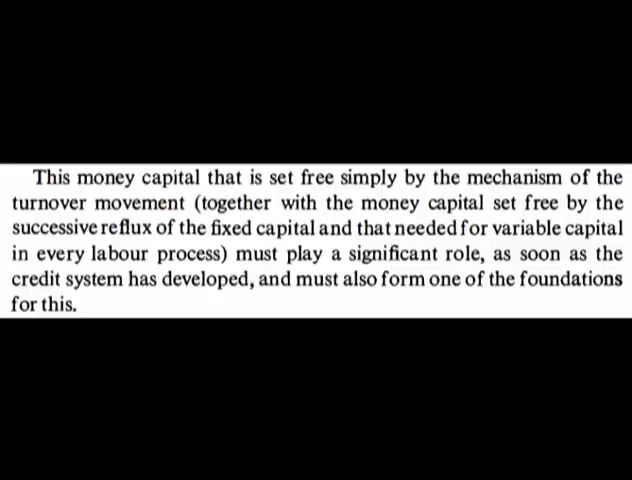 This money capital that is set free simply by the mechanism of the
turnover movement (together with the money capital set free by the
successive reflux of the fixed capital and that needed for variable capital
in every labour process) must play a significant role, as soon as the
credit system has developed, and must also form one of the foundations
for this.